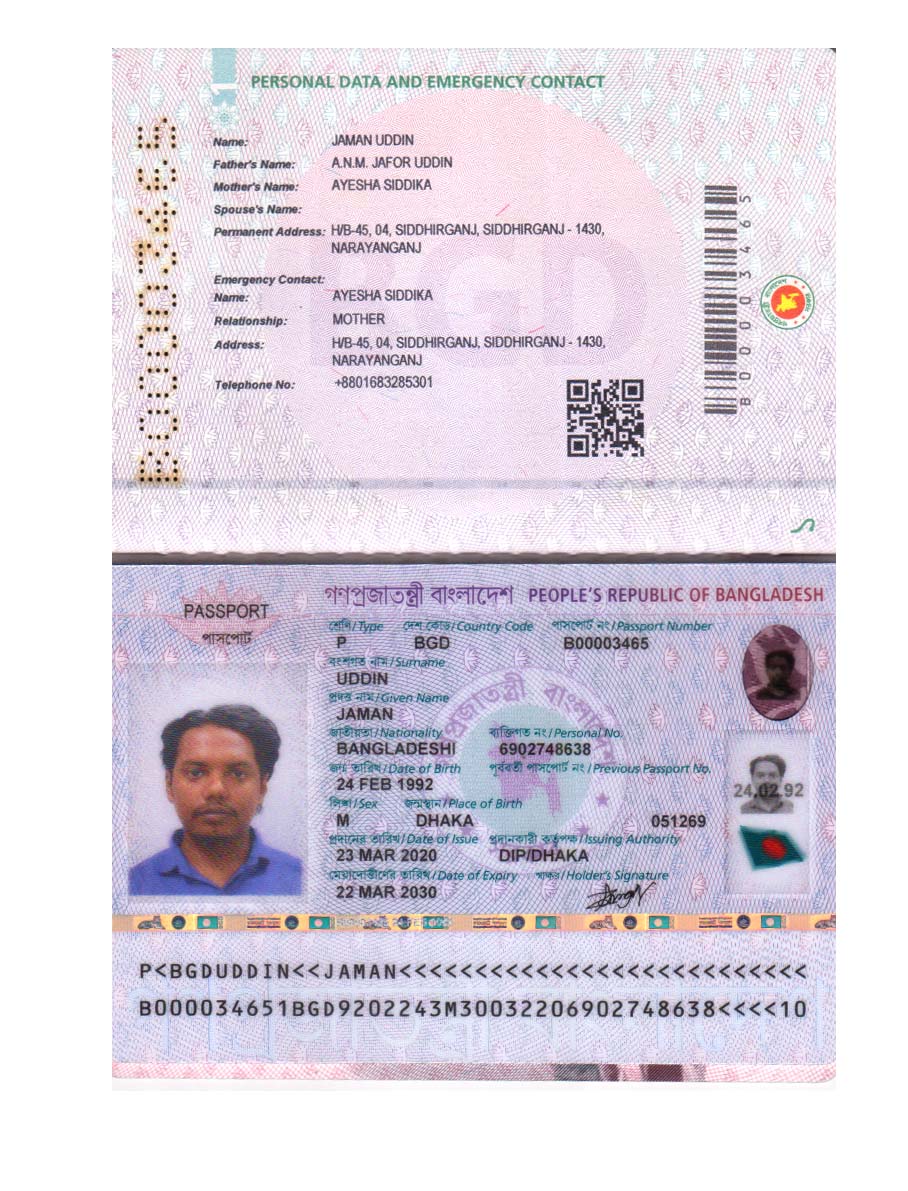 PERSONAL DATA AND EMERGENCY CONTACT
Name: JAMAN UDDIN
Father's Name: A.N.M. JAFOR UDDIN
Mother's Name: AYESHA SIDDIKA
Spouse's Name:
Permanent Address: H/B-45, 04, SIDDHIRGANJ, SIDDHIRGANJ - 1430,
NARAYANGANJ
Emergency Contact:
Name: AYESHA SIDDIKA
Relationship: MOTHER
Address: H/B-45, 04, SIDDHIRGANJ, SIDDHIRGANJ - 1430,
NARAYANGANJ
Telephone No: +8801683285301
B00003465
B00003465
BGD
গণপ্রজাতন্ত্রী বাংলাদেশ PEOPLE'S REPUBLIC OF BANGLADESH
PASSPORT
পাসপোর্ট
শ্রেণি/Type দেশ কোড/Country Code পাসপোর্ট নং/Passport Number
P BGD B00003465
বংশগত নাম/Surname
UDDIN
প্রদত্ত নাম/Given Name
JAMAN
জাতীয়তা/Nationality ব্যক্তিগত নং/Personal No.
BANGLADESHI 6902748638
জন্ম তারিখ/Date of Birth পূর্ববর্তী পাসপোর্ট নং/Previous Passport No.
24 FEB 1992
24.02.92
লিঙ্গ/Sex জন্মস্থান/Place of Birth
M DHAKA 051269
প্রদানের তারিখ/Date of Issue প্রদানকারী কর্তৃপক্ষ/Issuing Authority
23 MAR 2020 DIP/DHAKA
মেয়াদোত্তীর্ণের তারিখ/Date of Expiry স্বাক্ষর/Holder's Signature
22 MAR 2030
P<BGDUDDIN<<JAMAN<<<<<<<<<<<<<<<<<<<<<<<<<<<
B000034651BGD9202243M30032206902748638<<<<10